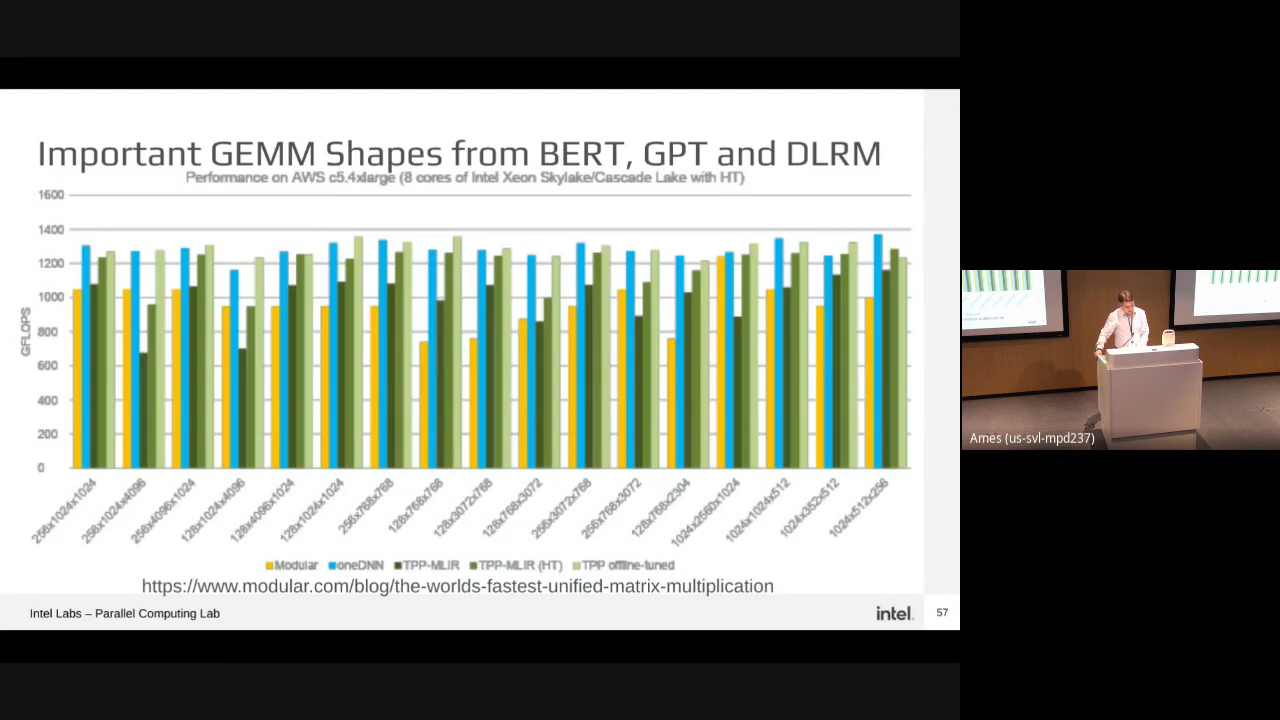 Important GEMM Shapes from BERT, GPT and DLRM
Performance on AWS c5.4xlarge (8 cores of Intel Xeon Skylake/Cascade Lake with HT)
1600
1400
1200
1000
800
600
400
200
0
GFLOPS
256x1024x1024
256x1024x4096
256x4096x1024
128x1024x4096
128x4096x1024
128x1024x1024
256x768x768
128x768x768
128x3072x768
128x768x3072
256x3072x768
256x768x3072
128x768x2304
1024x2560x1024
1024x1024x512
1024x352x512
1024x512x256
Modular
oneDNN
TPP-MLIR
TPP-MLIR (HT)
TPP offline-tuned
https://www.modular.com/blog/the-worlds-fastest-unified-matrix-multiplication
Intel Labs – Parallel Computing Lab
intel.
57
Ames (us-svl-mpd237)